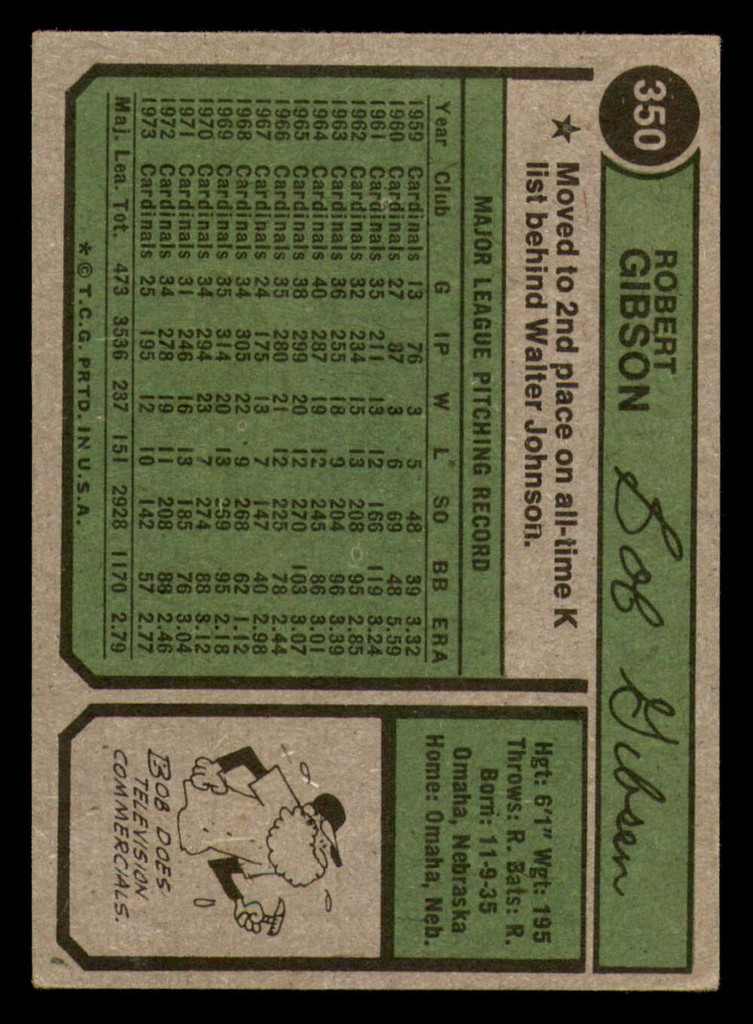 350
ROBERT
GIBSON
Bob Gibson
★ Moved to 2nd place on all-time K
list behind Walter Johnson.
MAJOR LEAGUE PITCHING RECORD
Year Club G IP W L SO BB ERA
1959 Cardinals 13 76 3 5 48 39 3.32
1960 Cardinals 27 87 3 6 69 48 5.59
1961 Cardinals 35 211 13 12 166 119 3.24
1962 Cardinals 32 234 15 13 208 95 2.85
1963 Cardinals 36 255 18 9 204 96 3.39
1964 Cardinals 40 287 19 12 245 86 3.01
1965 Cardinals 38 299 20 12 270 103 3.07
1966 Cardinals 35 280 21 12 225 78 2.44
1967 Cardinals 24 175 13 7 147 40 2.98
1968 Cardinals 34 305 22 9 268 62 1.12
1969 Cardinals 35 314 20 13 269 95 2.18
1970 Cardinals 34 294 23 7 274 88 3.12
1971 Cardinals 31 246 16 13 185 76 3.04
1972 Cardinals 34 278 19 11 208 88 2.46
1973 Cardinals 25 195 12 10 142 57 2.77
Maj. Lea. Tot. 473 3536 237 151 2928 1170 2.79
* © T.C.G. PRTD. IN U.S.A.
Hgt: 6'1" Wgt: 195
Throws: R. Bats: R.
Born: 11-9-35
Omaha, Nebraska
Home: Omaha, Neb.
BOB DOES
TELEVISION
COMMERCIALS.